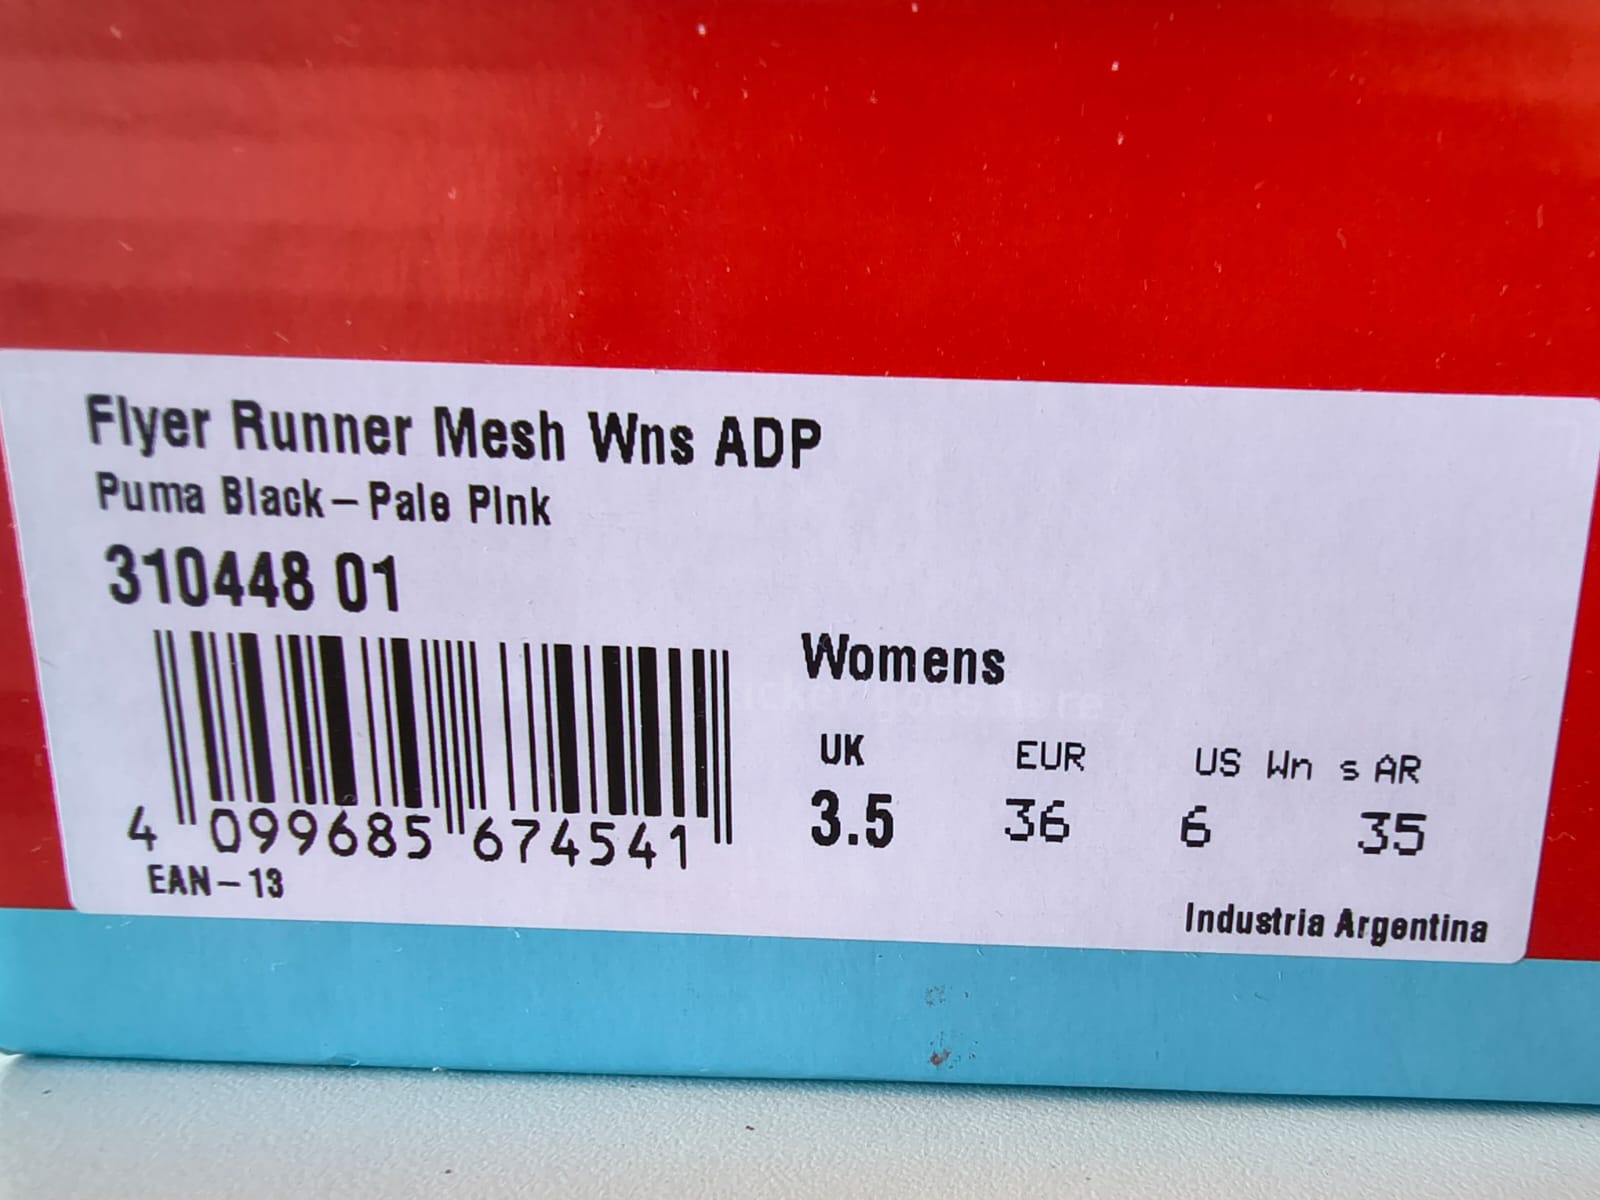 Flyer Runner Mesh Wns ADP
Puma Black-Pale Pink
310448 01
Womens
UK EUR US Wn s AR
3.5 36 6 35
4 099685 674541
EAN-13
Industria Argentina